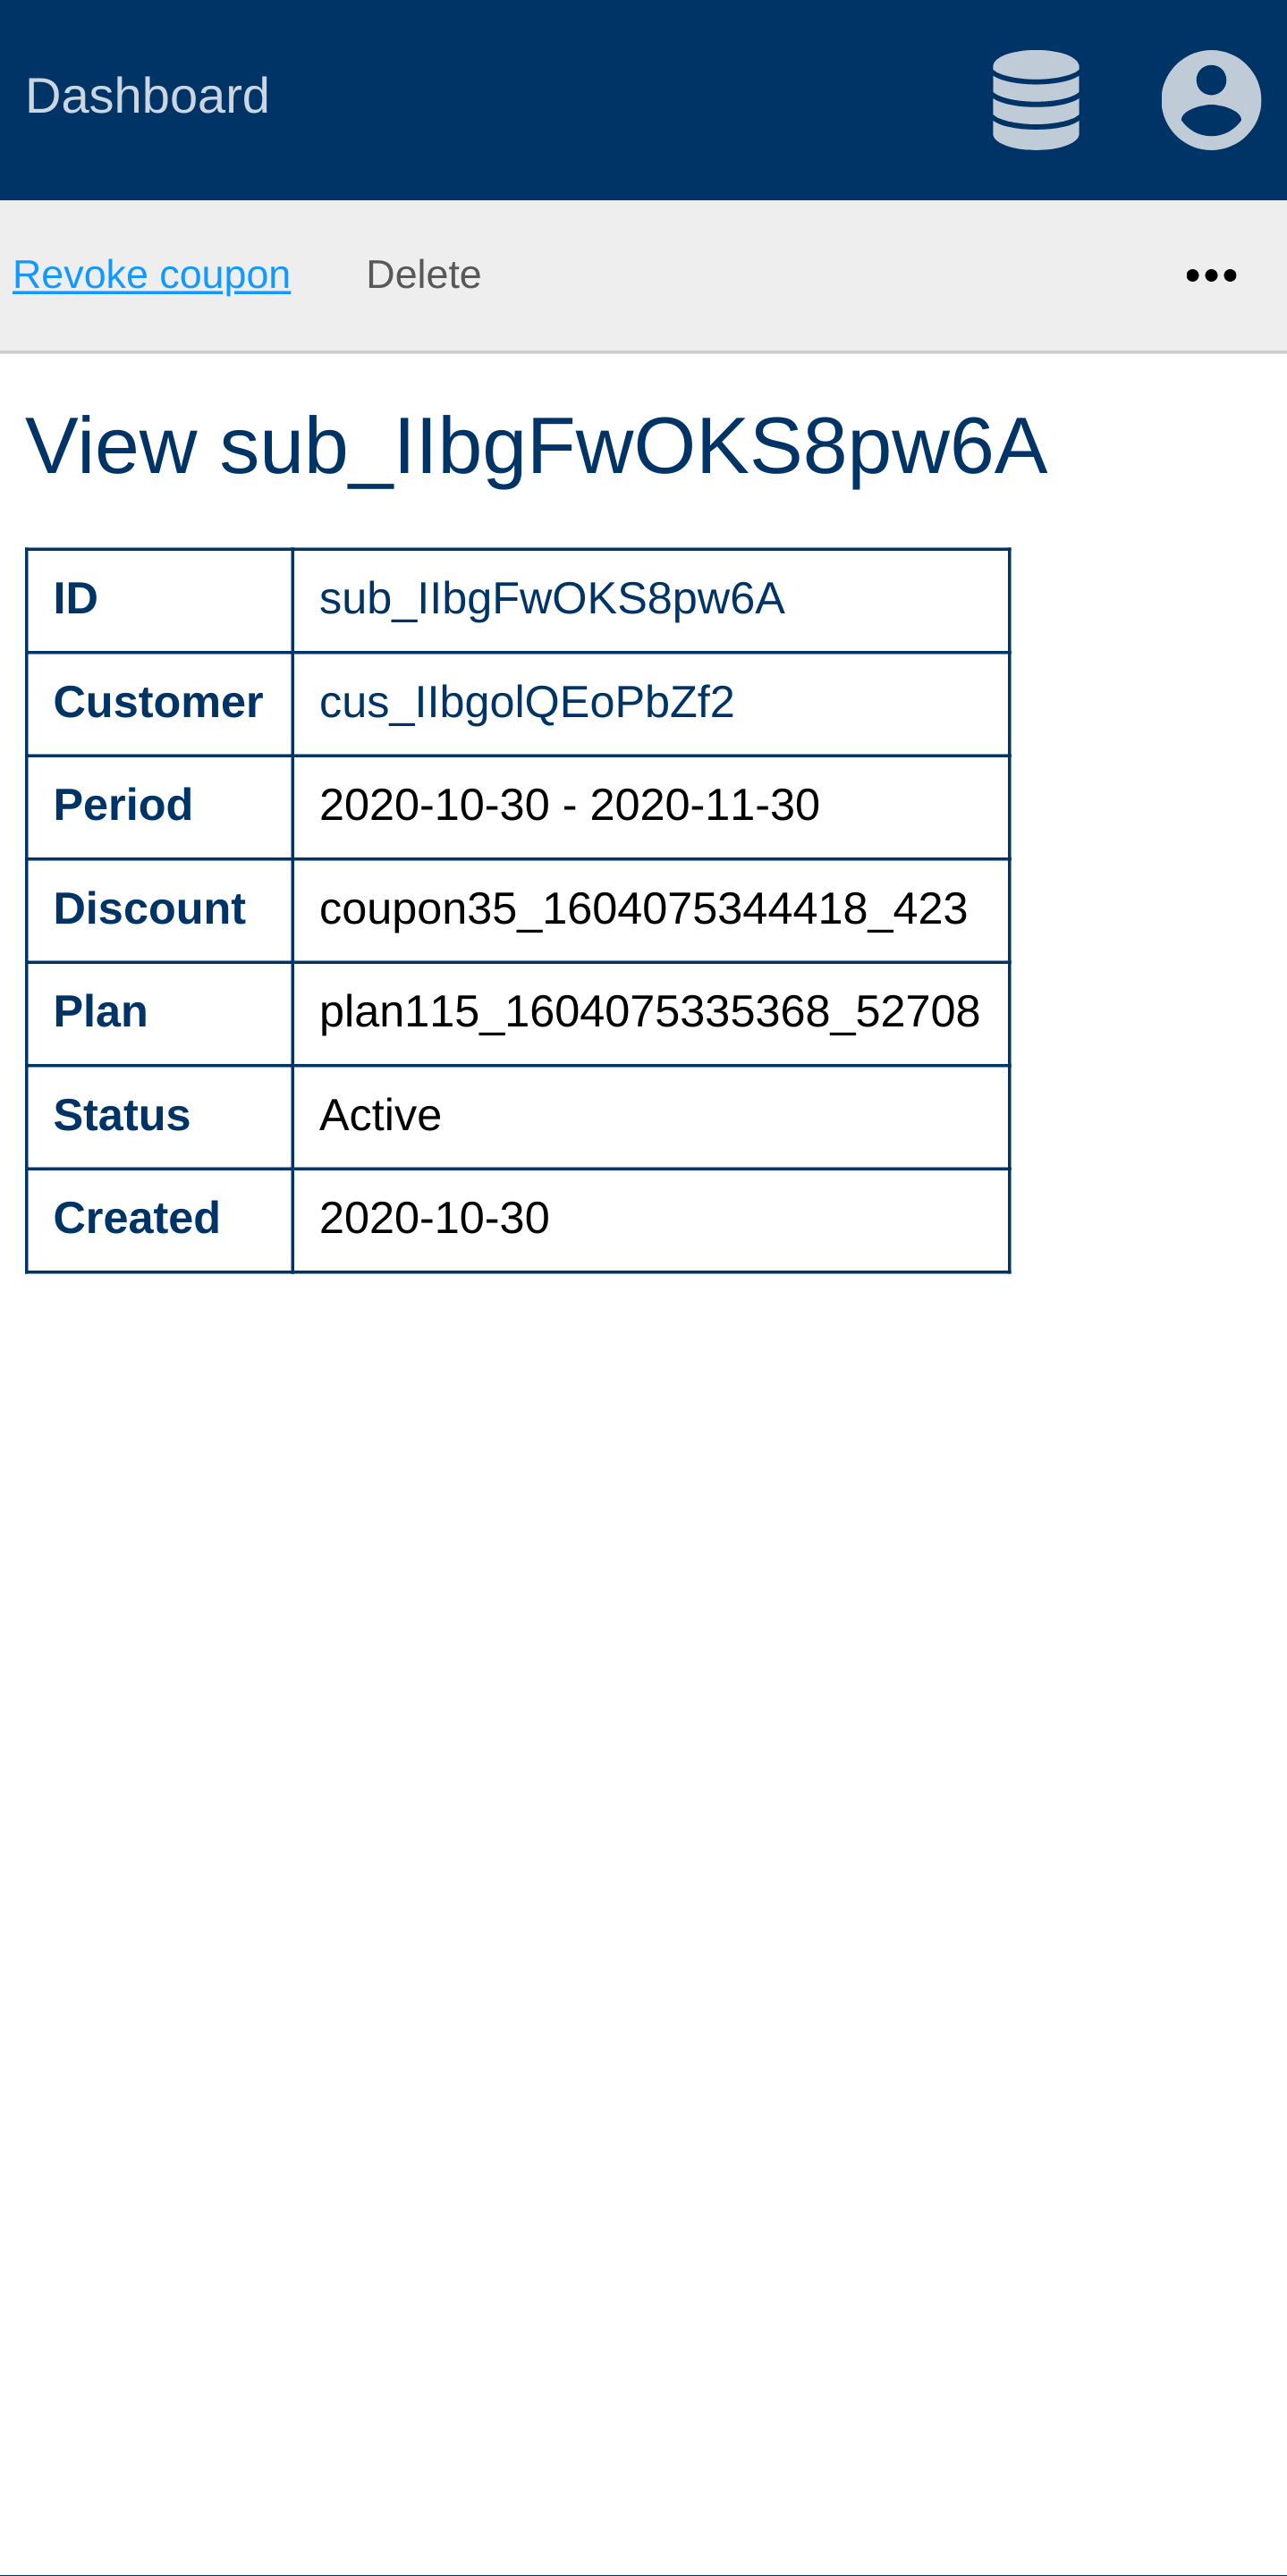 Dashboard
Revoke coupon Delete
View sub_IIbgFwOKS8pw6A
ID sub_IIbgFwOKS8pw6A
Customer cus_IIbgolQEoPbZf2
Period 2020-10-30 - 2020-11-30
Discount coupon35_1604075344418_423
Plan plan115_1604075335368_52708
Status Active
Created 2020-10-30